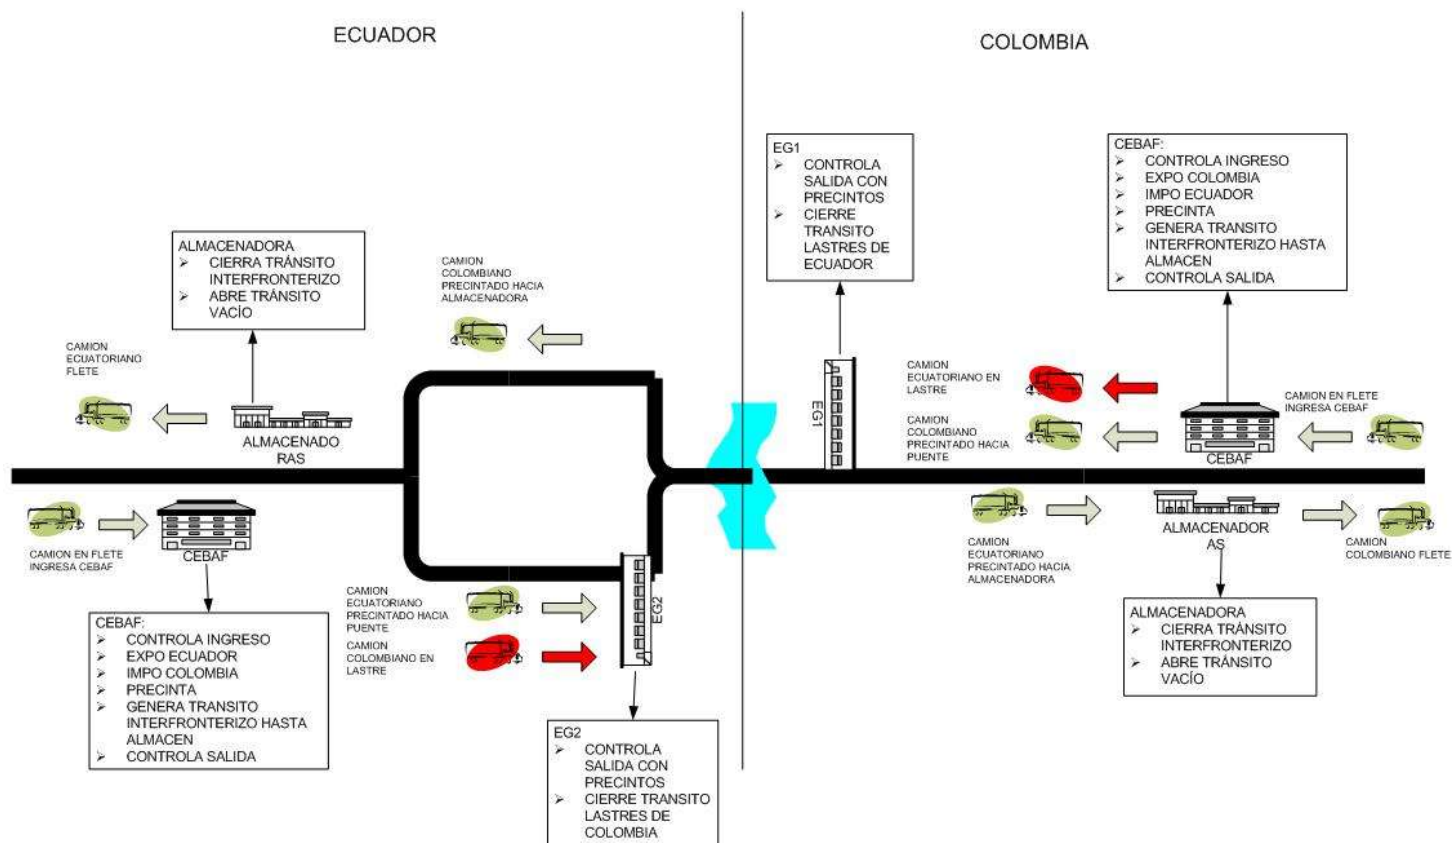 ECUADOR
COLOMBIA
EG1
➢ CONTROLA
SALIDA CON
PRECINTOS
➢ CIERRE
TRANSITO
LASTRES DE
ECUADOR
CEBAF:
➢ CONTROLA INGRESO
➢ EXPO COLOMBIA
➢ IMPO ECUADOR
➢ PRECINTA
➢ GENERA TRANSITO
INTERFRONTERIZO HASTA
ALMACEN
➢ CONTROLA SALIDA
ALMACENADORA
➢ CIERRA TRÁNSITO
INTERFRONTERIZO
➢ ABRE TRÁNSITO
VACÍO
CAMION
COLOMBIANO
PRECINTADO HACIA
ALMACENADORA
CAMION
ECUATORIANO
FLETE
ALMACENADO
RAS
EG1
CAMION
ECUATORIANO EN
LASTRE
CAMION
COLOMBIANO
PRECINTADO HACIA
PUENTE
CEBAF
CAMION EN FLETE
INGRESA CEBAF
CAMION EN FLETE
INGRESA CEBAF
CEBAF
CAMION
ECUATORIANO
PRECINTADO HACIA
ALMACENADORA
ALMACENADOR
AS
CAMION
COLOMBIANO FLETE
CAMION
ECUATORIANO
PRECINTADO HACIA
PUENTE
CAMION
COLOMBIANO EN
LASTRE
EG2
CEBAF:
➢ CONTROLA INGRESO
➢ EXPO ECUADOR
➢ IMPO COLOMBIA
➢ PRECINTA
➢ GENERA TRANSITO
INTERFRONTERIZO HASTA
ALMACEN
➢ CONTROLA SALIDA
ALMACENADORA
➢ CIERRA TRÁNSITO
INTERFRONTERIZO
➢ ABRE TRÁNSITO
VACÍO
EG2
➢ CONTROLA
SALIDA CON
PRECINTOS
➢ CIERRE TRANSITO
LASTRES DE
COLOMBIA